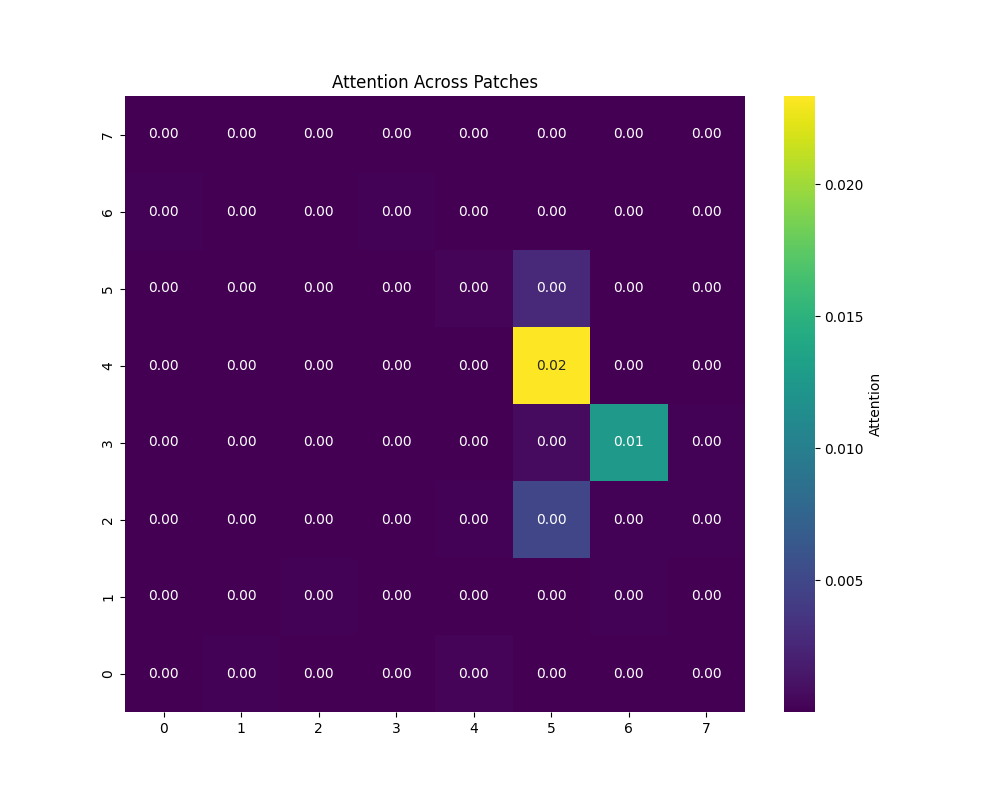 Attention Across Patches
7 0.00 0.00 0.00 0.00 0.00 0.00 0.00 0.00
6 0.00 0.00 0.00 0.00 0.00 0.00 0.00 0.00
5 0.00 0.00 0.00 0.00 0.00 0.00 0.00 0.00
4 0.00 0.00 0.00 0.00 0.00 0.02 0.00 0.00
3 0.00 0.00 0.00 0.00 0.00 0.00 0.01 0.00
2 0.00 0.00 0.00 0.00 0.00 0.00 0.00 0.00
1 0.00 0.00 0.00 0.00 0.00 0.00 0.00 0.00
0 0.00 0.00 0.00 0.00 0.00 0.00 0.00 0.00
0 1 2 3 4 5 6 7
0.020
0.015
0.010
0.005
Attention